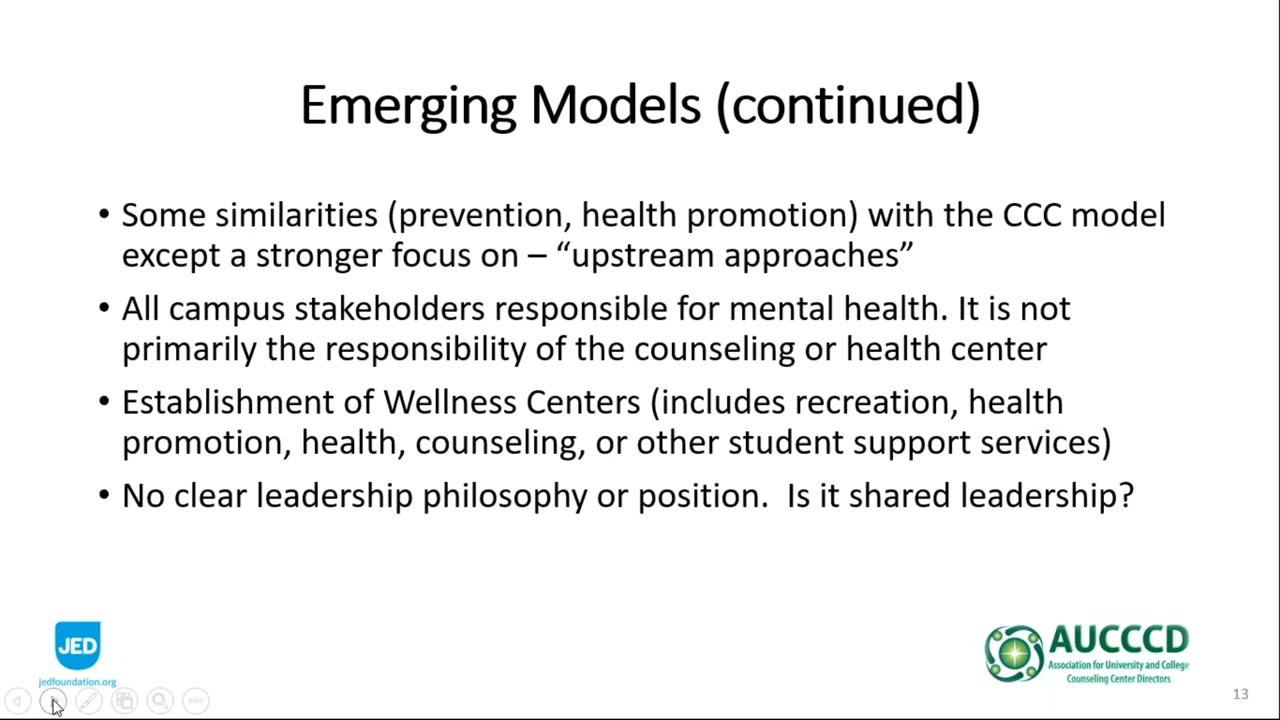 Emerging Models (continued)
• Some similarities (prevention, health promotion) with the CCC model
except a stronger focus on – “upstream approaches”
• All campus stakeholders responsible for mental health. It is not
primarily the responsibility of the counseling or health center
• Establishment of Wellness Centers (includes recreation, health
promotion, health, counseling, or other student support services)
• No clear leadership philosophy or position.  Is it shared leadership?
JED
jedfoundation.org
AUCCCD
Association for University and College
Counseling Center Directors
13